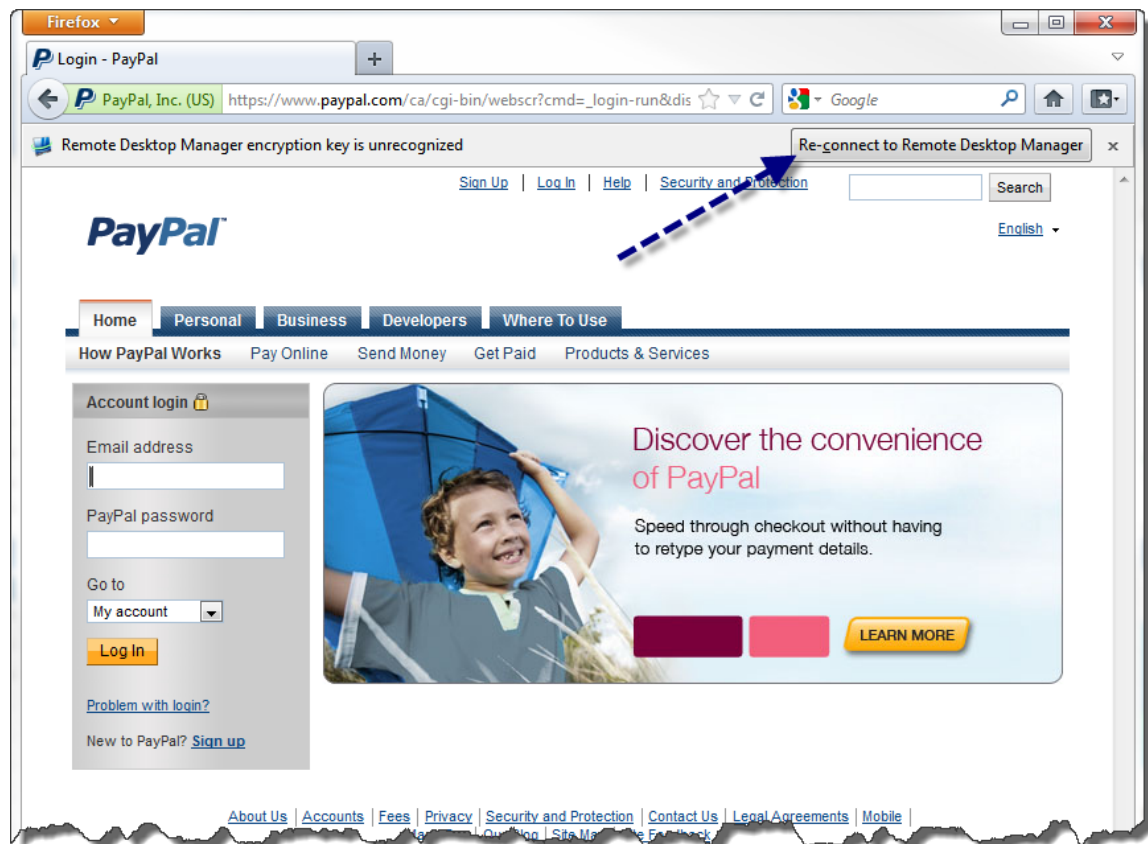 Firefox
Login - PayPal
PayPal, Inc. (US) https://www.paypal.com/ca/cgi-bin/webscr?cmd=_login-run&dis Google
Remote Desktop Manager encryption key is unrecognized Re-connect to Remote Desktop Manager x
Sign Up | Log In | Help | Security and Protection Search
PayPal™ English
Home Personal Business Developers Where To Use
How PayPal Works Pay Online Send Money Get Paid Products & Services
Account login
Email address
PayPal password
Go to
My account
Log In
Problem with login?
New to PayPal? Sign up
Discover the convenience
of PayPal
Speed through checkout without having
to retype your payment details.
LEARN MORE
About Us | Accounts | Fees | Privacy | Security and Protection | Contact Us | Legal Agreements | Mobile |